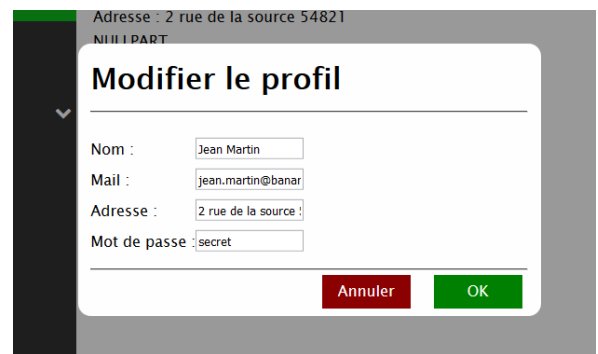 Adresse : 2 rue de la source 54821
NULLPART
Modifier le profil
Nom : Jean Martin
Mail : jean.martin@banar
Adresse : 2 rue de la source
Mot de passe : secret
Annuler OK